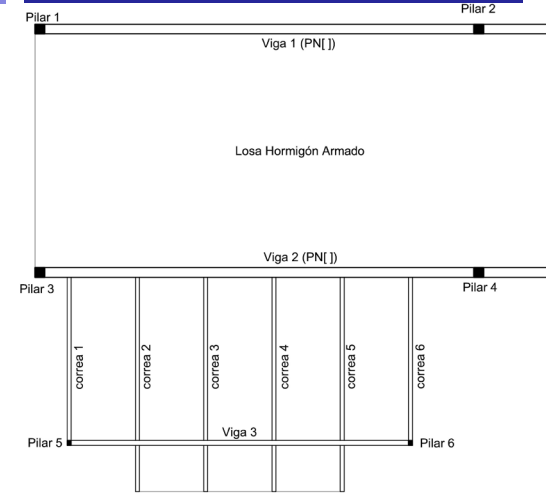 Pilar 1
Pilar 2
Viga 1 (PN[ ])
Losa Hormigón Armado
Viga 2 (PN[ ])
Pilar 3
Pilar 4
correa 1
correa 2
correa 3
correa 4
correa 5
correa 6
Viga 3
Pilar 5
Pilar 6